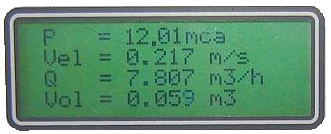 P = 12.01mca
Vel = 0.217 m/s
Q = 7.807 m3/h
Vol = 0.059 m3